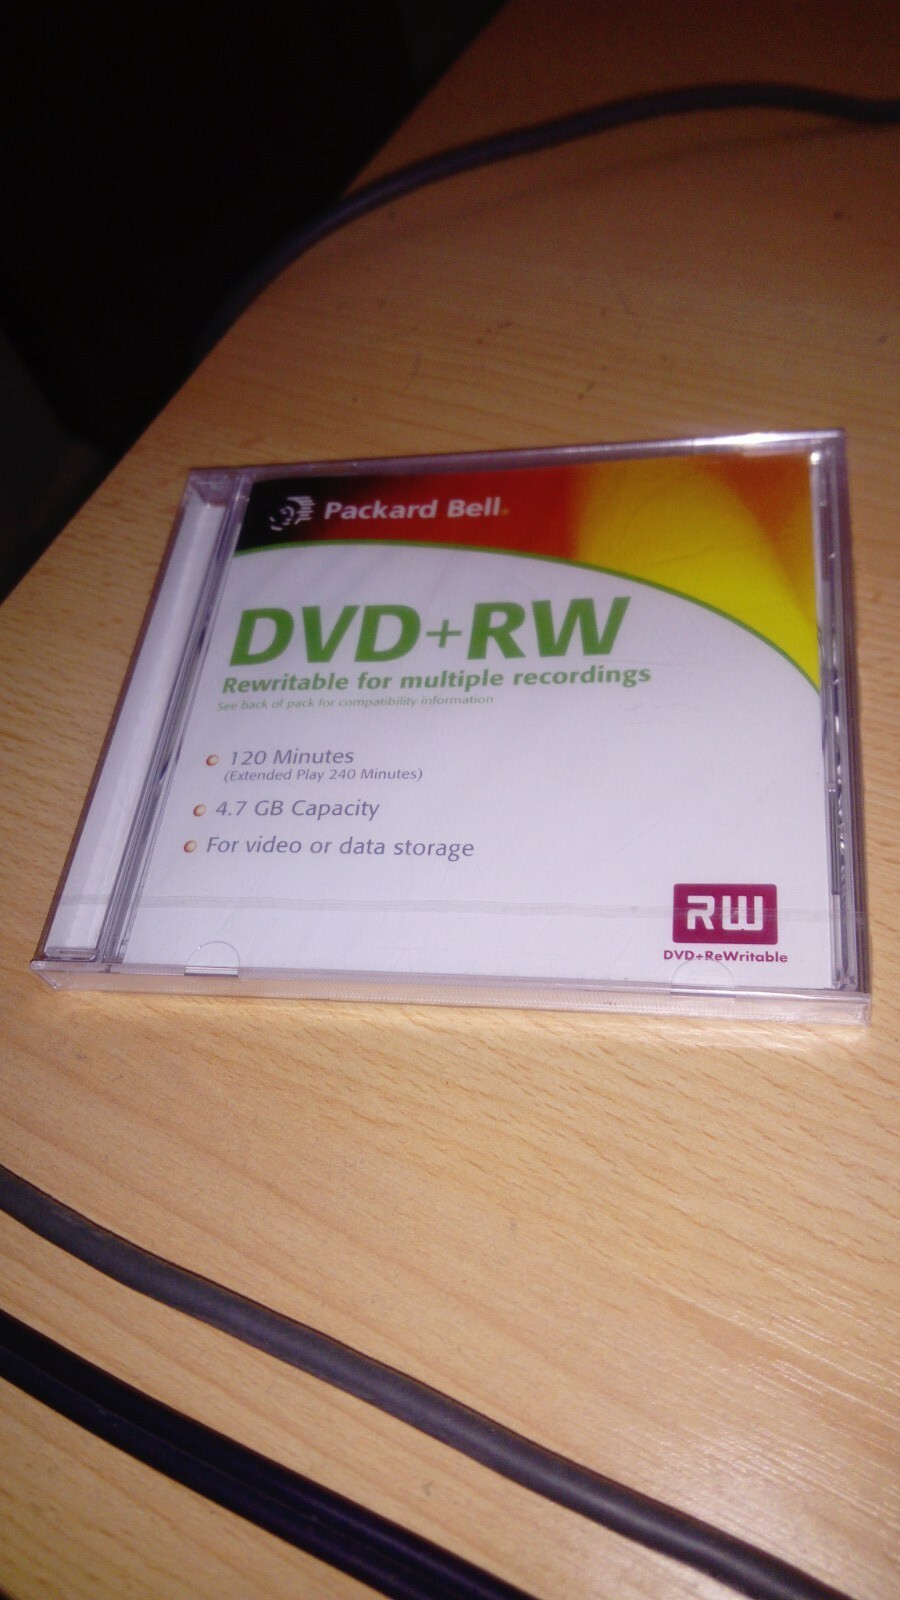 Packard Bell
DVD+RW
Rewritable for multiple recordings
See back of pack for compatibility information
120 Minutes
(Extended Play 240 Minutes)
4.7 GB Capacity
For video or data storage
RW
DVD+ReWritable